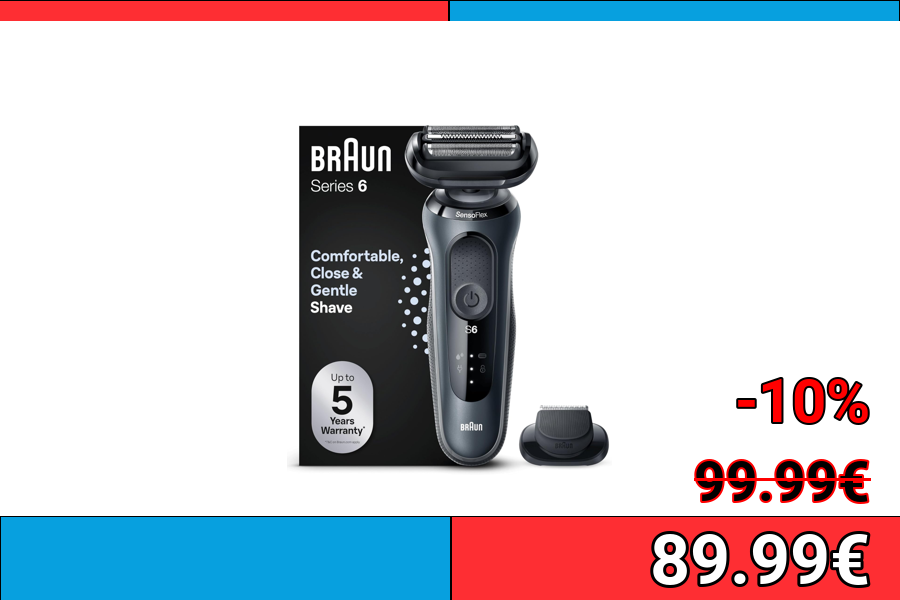 BRAUN
Series 6
SensoFlex
Comfortable,
Close &
Gentle
Shave
S6
Up to
5
Years
Warranty*
BRAUN
-10%
99.99€
89.99€